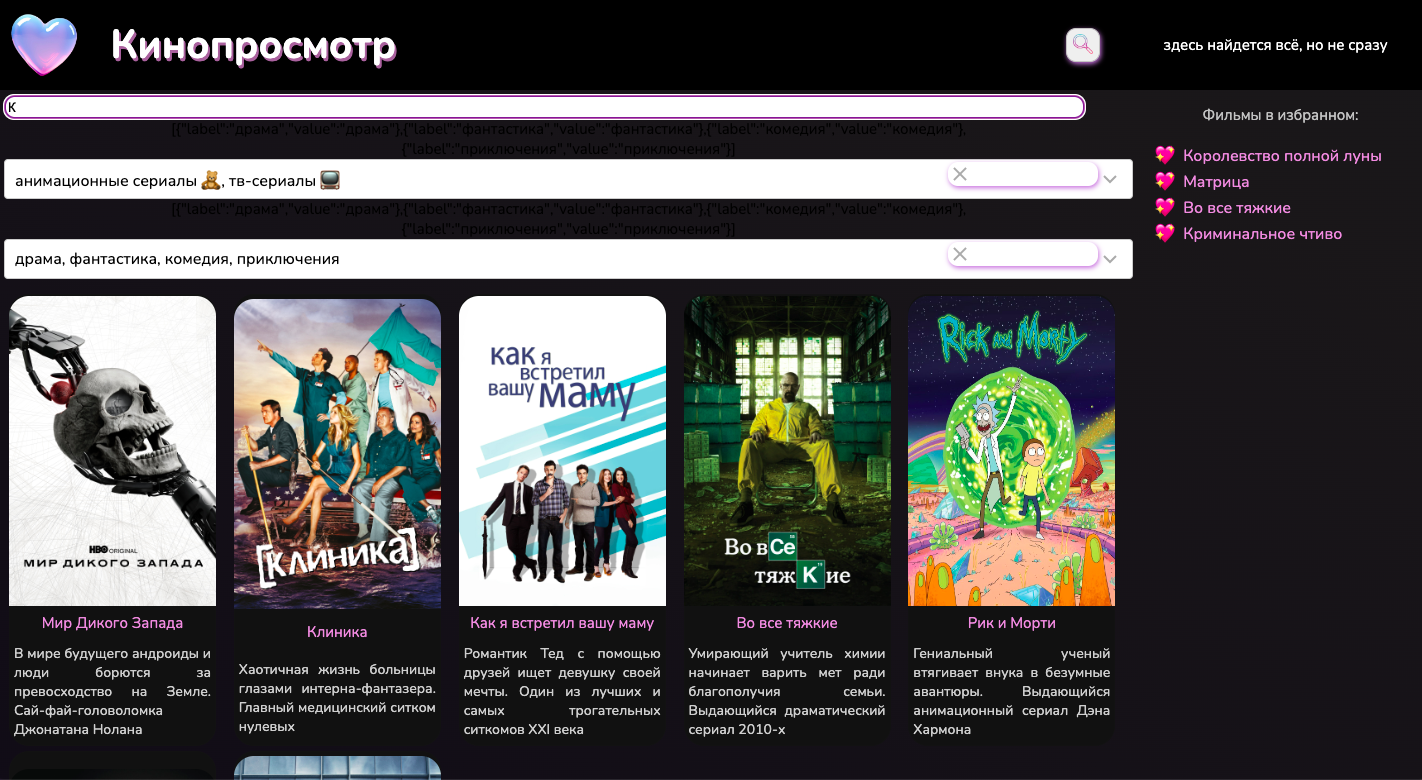 Кинопросмотр
здесь найдется всё, но не сразу
К
[{"label":"драма","value":"драма"},{"label":"фантастика","value":"фантастика"},{"label":"комедия","value":"комедия"},
{"label":"приключения","value":"приключения"}]
анимационные сериалы 🧸, тв-сериалы 📺
[{"label":"драма","value":"драма"},{"label":"фантастика","value":"фантастика"},{"label":"комедия","value":"комедия"},
{"label":"приключения","value":"приключения"}]
драма, фантастика, комедия, приключения
Фильмы в избранном:
💖 Королевство полной луны
💖 Матрица
💖 Во все тяжкие
💖 Криминальное чтиво
HBO ORIGINAL
МИР ДИКОГО ЗАПАДА
Мир Дикого Запада
В мире будущего андроиды и
люди борются за
превосходство на Земле.
Сай-фай-головоломка
Джонатана Нолана
[КЛИНИКА]
Клиника
Хаотичная жизнь больницы
глазами интерна-фантазера.
Главный медицинский ситком
нулевых
как я
встретил
вашу маму
Как я встретил вашу маму
Романтик Тед с помощью
друзей ищет девушку своей
мечты. Один из лучших и
самых трогательных
ситкомов XXI века
Во все
тяжкие
Во все тяжкие
Умирающий учитель химии
начинает варить мет ради
благополучия семьи.
Выдающийся драматический
сериал 2010-х
Rick and Morty
Рик и Морти
Гениальный ученый
втягивает внука в безумные
авантюры. Выдающийся
анимационный сериал Дэна
Хармона